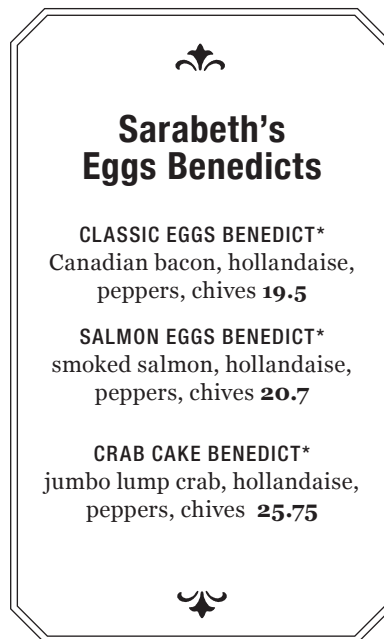 Sarabeth’s
Eggs Benedicts
CLASSIC EGGS BENEDICT*
Canadian bacon, hollandaise,
peppers, chives 19.5
SALMON EGGS BENEDICT*
smoked salmon, hollandaise,
peppers, chives 20.7
CRAB CAKE BENEDICT*
jumbo lump crab, hollandaise,
peppers, chives 25.75